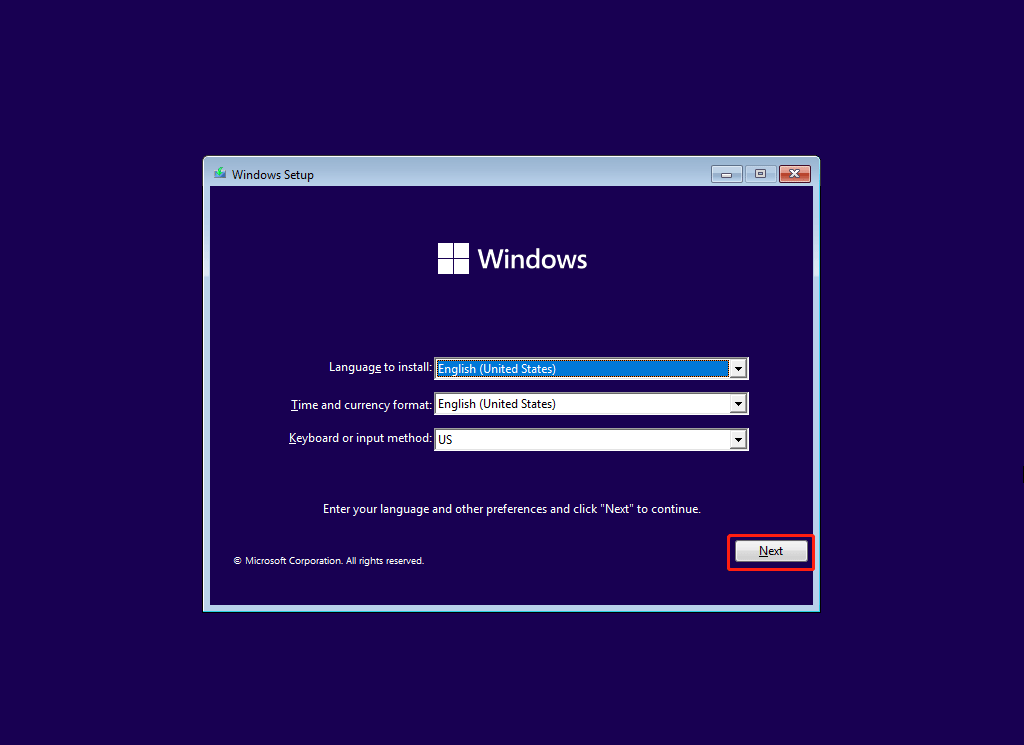 Windows Setup
Windows
Language to install: English (United States)
Time and currency format: English (United States)
Keyboard or input method: US
Enter your language and other preferences and click "Next" to continue.
Next
© Microsoft Corporation. All rights reserved.